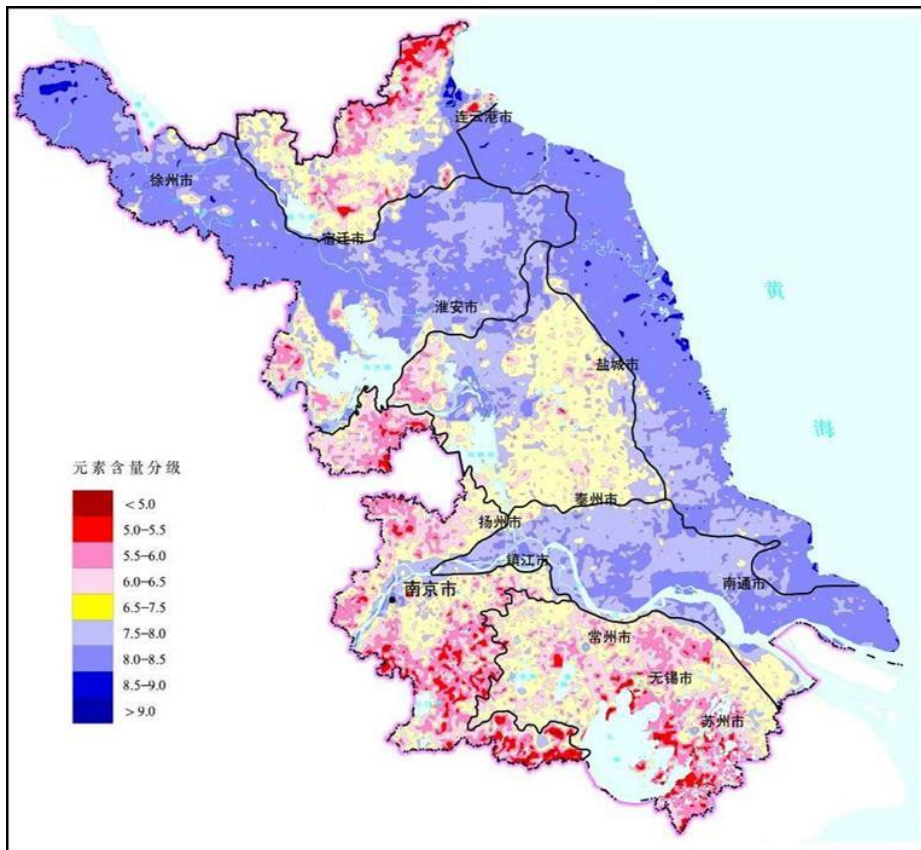 连云港市
徐州市
宿迁市
淮安市
黄
盐城市
海
元素含量分级
<5.0
5.0-5.5
5.5-6.0
6.0-6.5
6.5-7.5
7.5-8.0
8.0-8.5
8.5-9.0
>9.0
泰州市
扬州市
镇江市
南京市
南通市
常州市
无锡市
苏州市